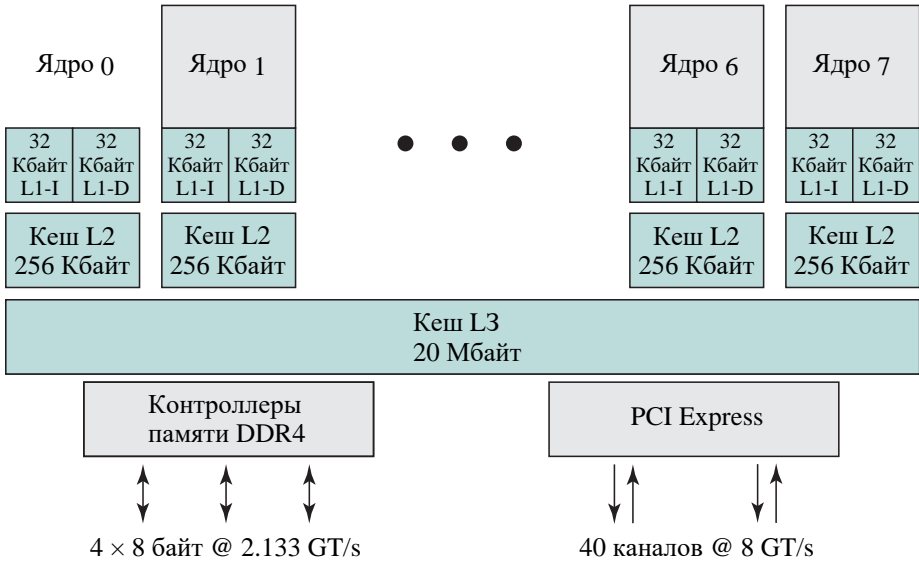 Ядро 0
Ядро 1
Ядро 6
Ядро 7
32
Кбайт
L1-I
32
Кбайт
L1-D
32
Кбайт
L1-I
32
Кбайт
L1-D
32
Кбайт
L1-I
32
Кбайт
L1-D
32
Кбайт
L1-I
32
Кбайт
L1-D
Кеш L2
256 Кбайт
Кеш L2
256 Кбайт
Кеш L2
256 Кбайт
Кеш L2
256 Кбайт
Кеш L3
20 Мбайт
Контроллеры
памяти DDR4
PCI Express
4 × 8 байт @ 2.133 GT/s
40 каналов @ 8 GT/s